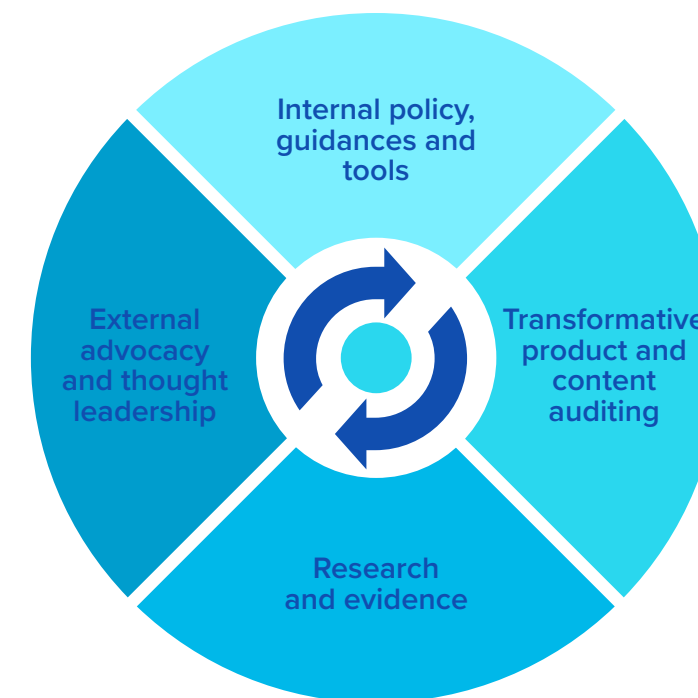 Internal policy,
guidances and
tools
External
advocacy
and thought
leadership
Transformative
product and
content
auditing
Research
and evidence